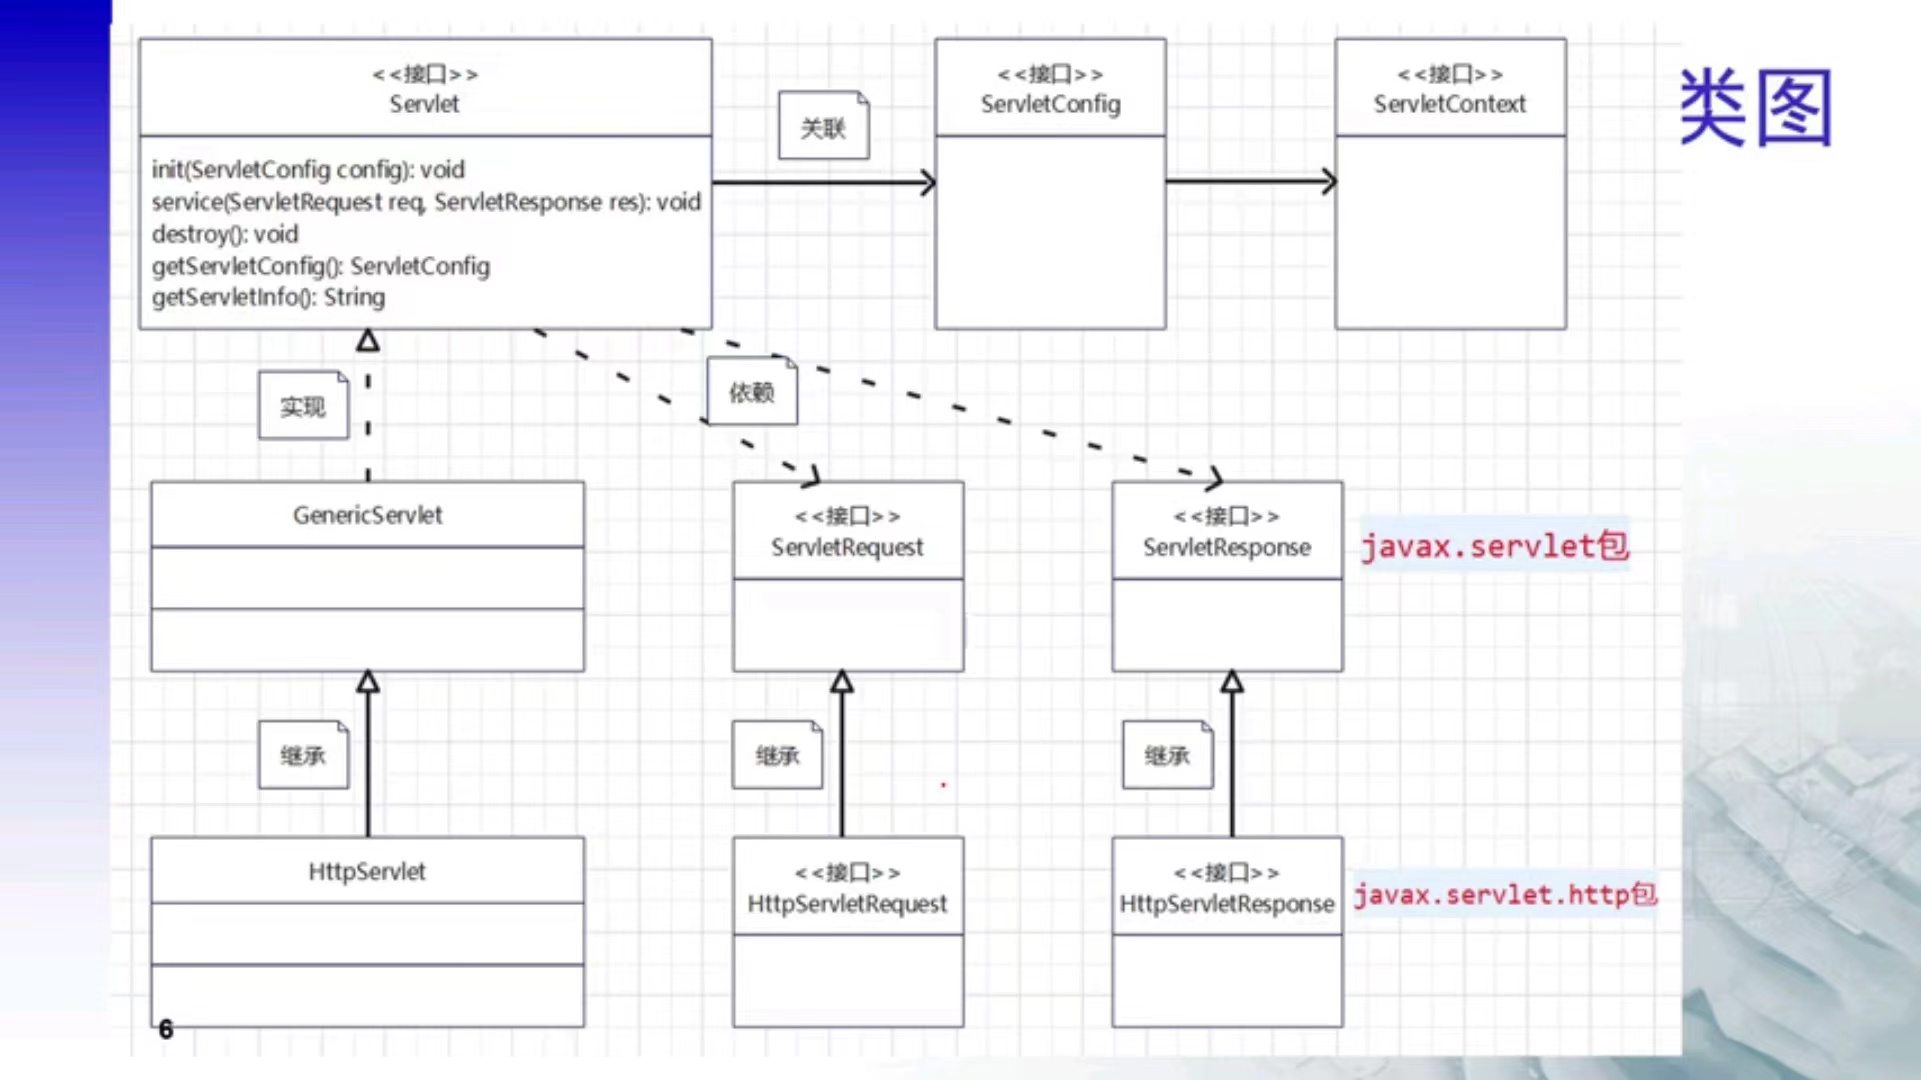 类图
<<接口>>
Servlet
init(ServletConfig config): void
service(ServletRequest req, ServletResponse res): void
destroy(): void
getServletConfig(): ServletConfig
getServletInfo(): String
关联
<<接口>>
ServletConfig
<<接口>>
ServletContext
实现
依赖
GenericServlet
<<接口>>
ServletRequest
<<接口>>
ServletResponse
javax.servlet包
继承
继承
继承
HttpServlet
<<接口>>
HttpServletRequest
<<接口>>
HttpServletResponse
javax.servlet.http包
6